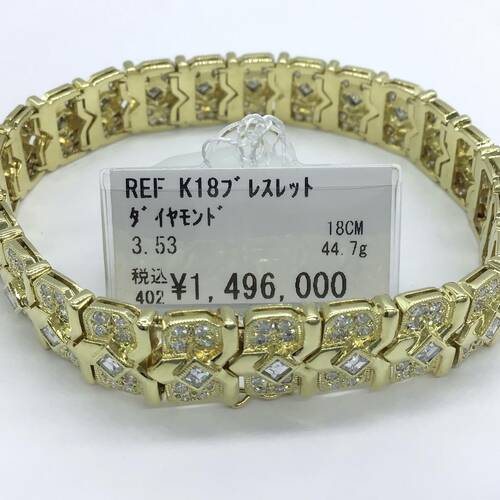 REF K18ブレスレット
ダイヤモンド
3.53 18CM
44.7g
税込 ¥1,496,000
402